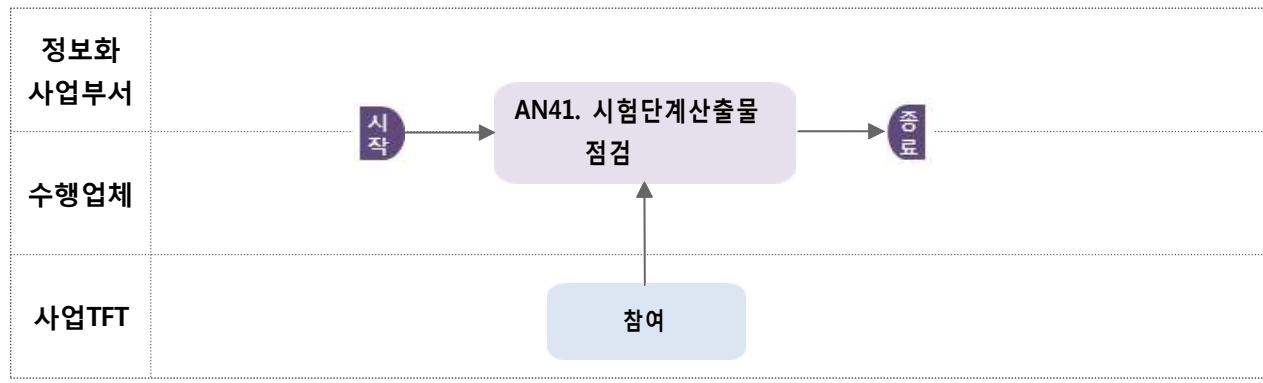 정보화
사업부서
시
작
AN41. 시험단계산출물
점검
종
료
수행업체
사업TFT
참여